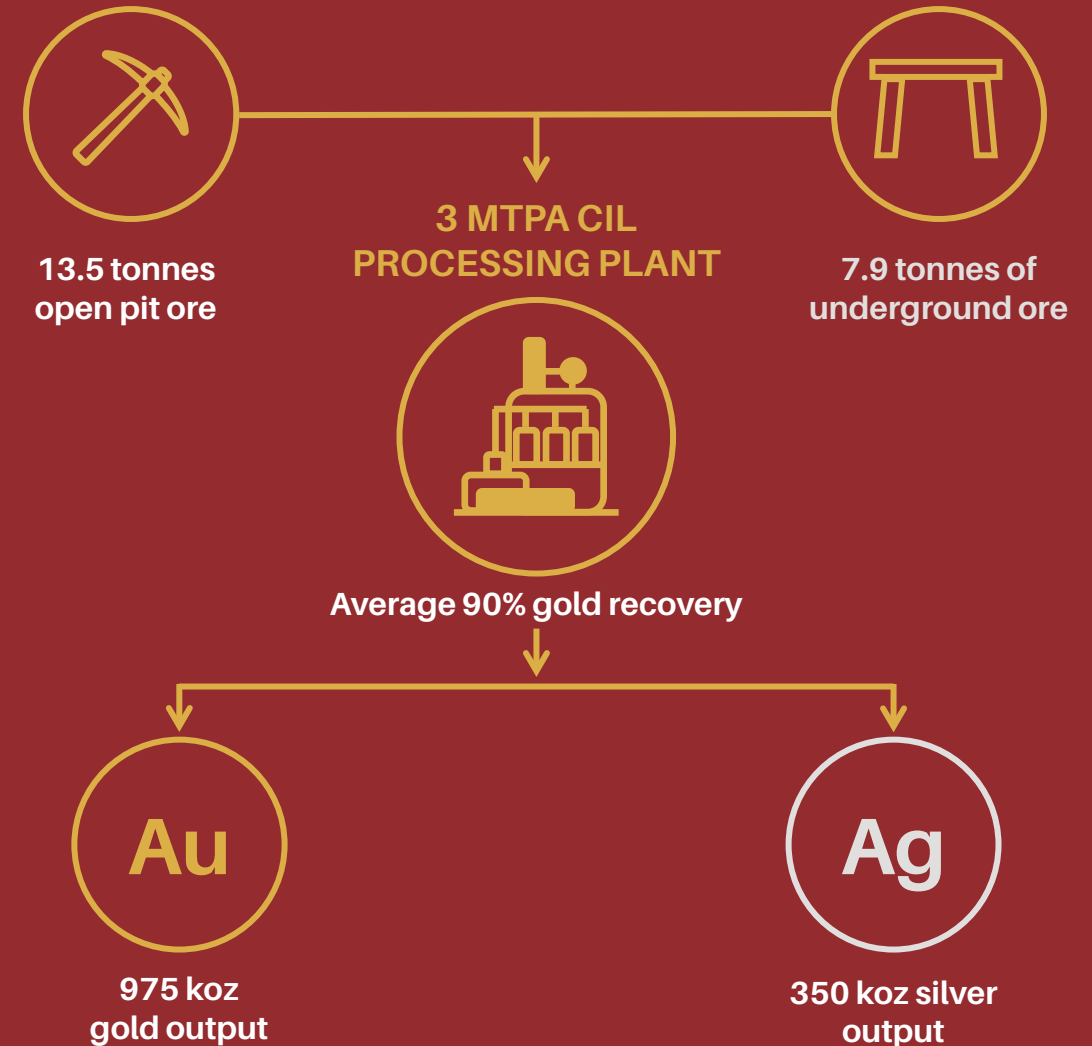 3 MTPA CIL
PROCESSING PLANT
13.5 tonnes
open pit ore
7.9 tonnes of
underground ore
Average 90% gold recovery
Au
Ag
975 koz
gold output
350 koz silver
output